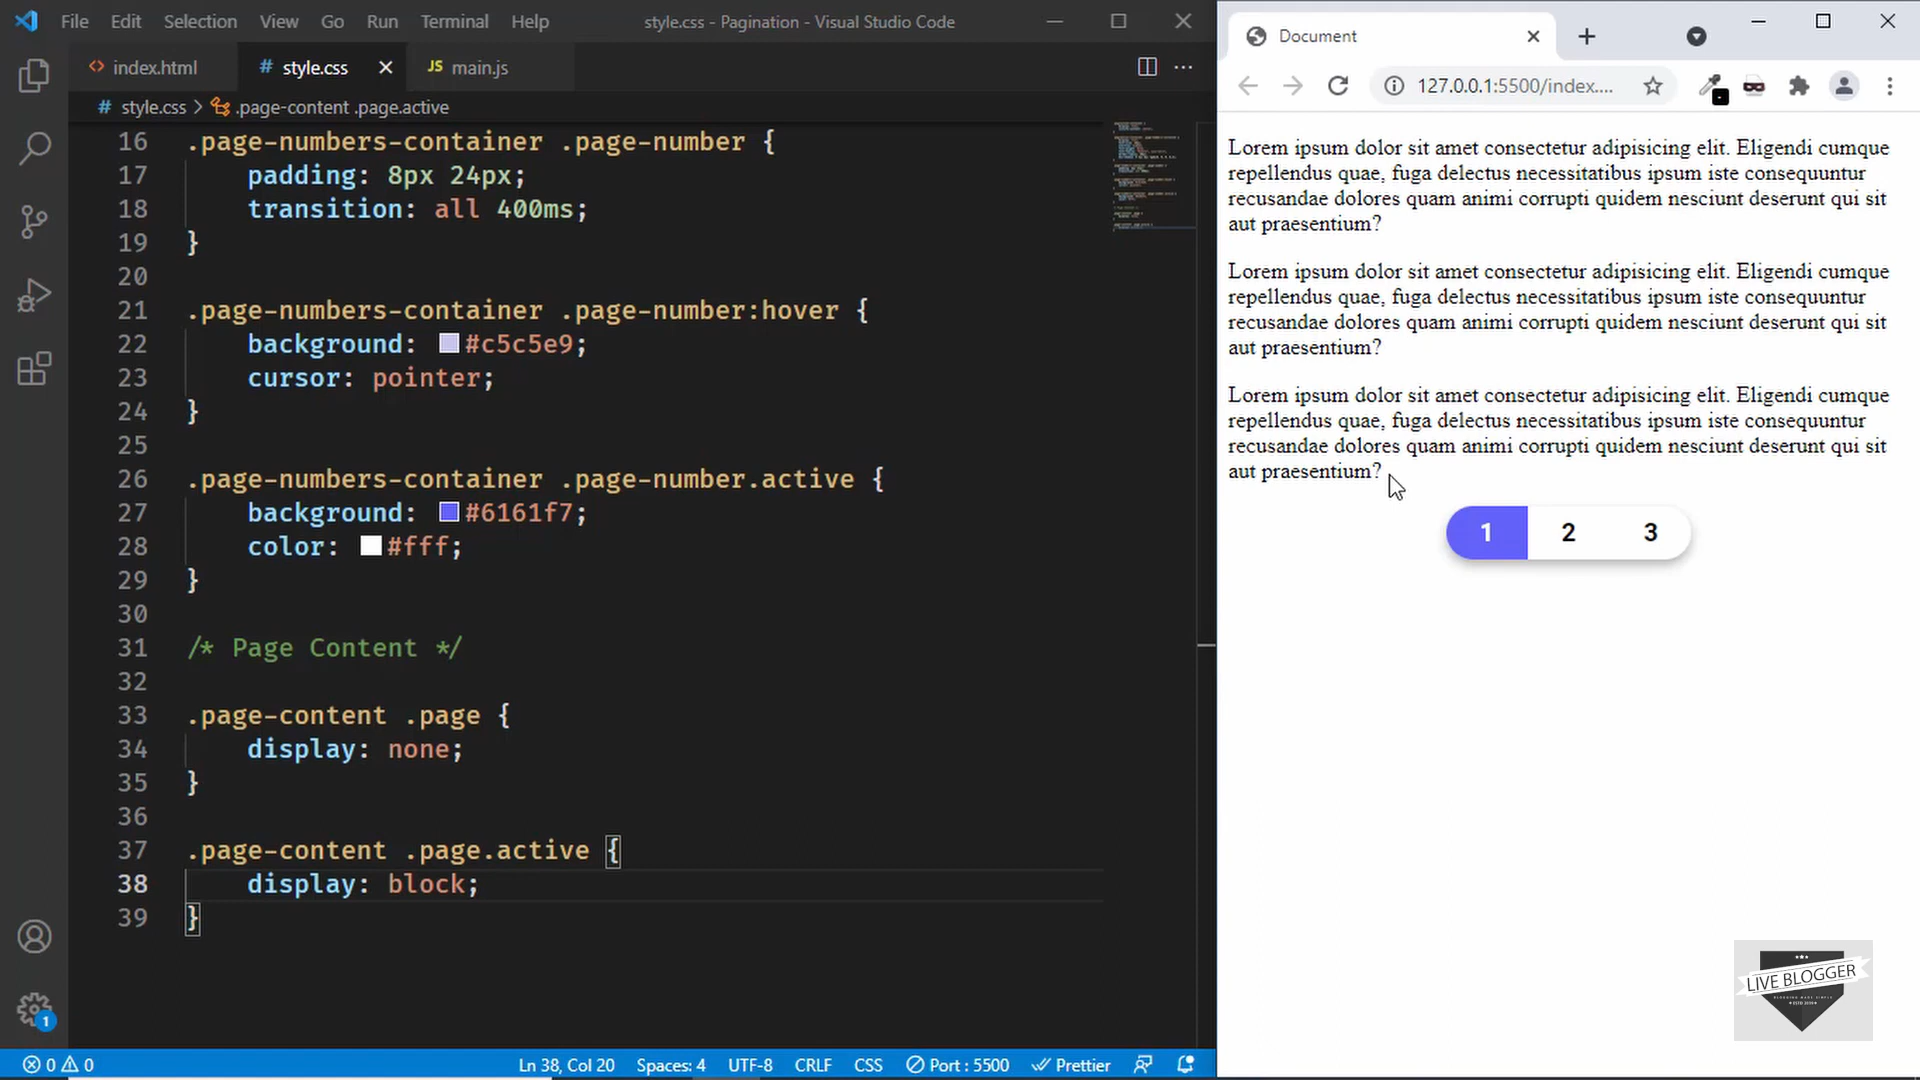 File Edit Selection View Go Run Terminal Help
style.css - Pagination - Visual Studio Code
index.html
# style.css
JS main.js
# style.css > .page-content .page.active
16 .page-numbers-container .page-number {
17 padding: 8px 24px;
18 transition: all 400ms;
19 }
20
21 .page-numbers-container .page-number:hover {
22 background: #c5c5e9;
23 cursor: pointer;
24 }
25
26 .page-numbers-container .page-number.active {
27 background: #6161f7;
28 color: #fff;
29 }
30
31 /* Page Content */
32
33 .page-content .page {
34 display: none;
35 }
36
37 .page-content .page.active {
38 display: block;
39 }
1
0 0
Ln 38, Col 20
Spaces: 4
UTF-8
CRLF
CSS
Port : 5500
Prettier
Document
127.0.0.1:5500/index....
Lorem ipsum dolor sit amet consectetur adipisicing elit. Eligendi cumque
repellendus quae, fuga delectus necessitatibus ipsum iste consequuntur
recusandae dolores quam animi corrupti quidem nesciunt deserunt qui sit
aut praesentium?
Lorem ipsum dolor sit amet consectetur adipisicing elit. Eligendi cumque
repellendus quae, fuga delectus necessitatibus ipsum iste consequuntur
recusandae dolores quam animi corrupti quidem nesciunt deserunt qui sit
aut praesentium?
Lorem ipsum dolor sit amet consectetur adipisicing elit. Eligendi cumque
repellendus quae, fuga delectus necessitatibus ipsum iste consequuntur
recusandae dolores quam animi corrupti quidem nesciunt deserunt qui sit
aut praesentium?
1 2 3
LIVE BLOGGER